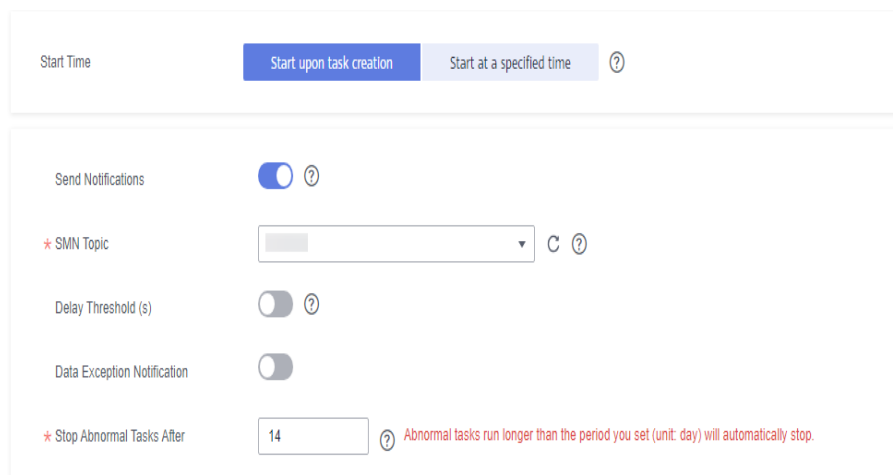 Start Time Start upon task creation Start at a specified time ?
Send Notifications ?
* SMN Topic ?
Delay Threshold (s) ?
Data Exception Notification
* Stop Abnormal Tasks After 14 ? Abnormal tasks run longer than the period you set (unit: day) will automatically stop.